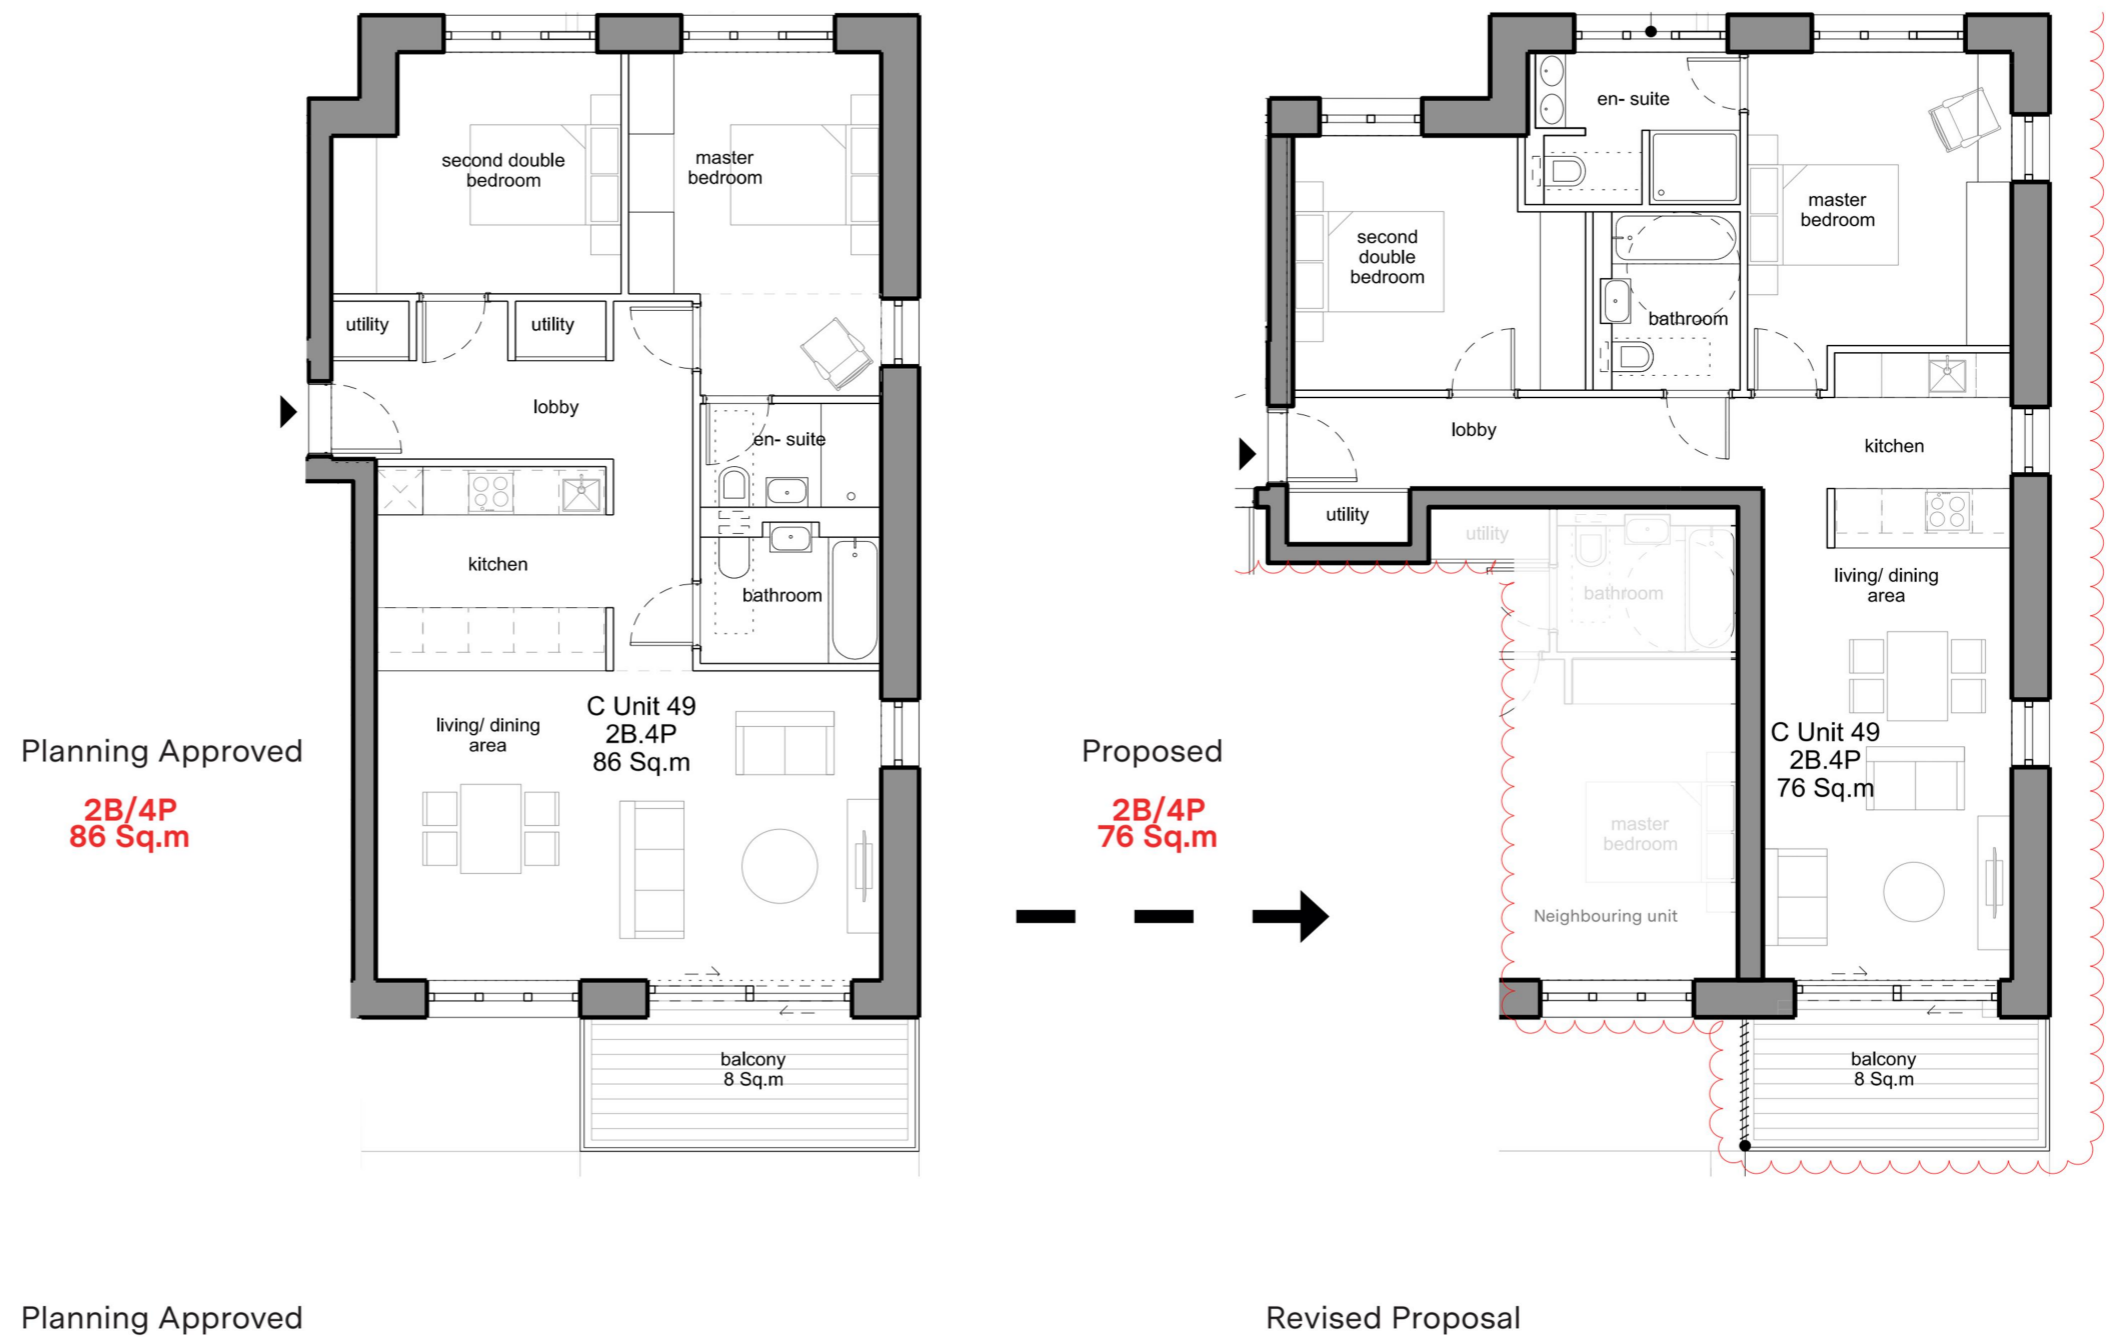 second double
bedroom
master
bedroom
utility
utility
lobby
en- suite
kitchen
bathroom
living/ dining
area
C Unit 49
2B.4P
86 Sq.m
balcony
8 Sq.m
Planning Approved
2B/4P
86 Sq.m
Proposed
2B/4P
76 Sq.m
en- suite
master
bedroom
second
double
bedroom
bathroom
lobby
kitchen
utility
utility
bathroom
living/ dining
area
C Unit 49
2B.4P
76 Sq.m
master
bedroom
Neighbouring unit
balcony
8 Sq.m
Planning Approved
Revised Proposal